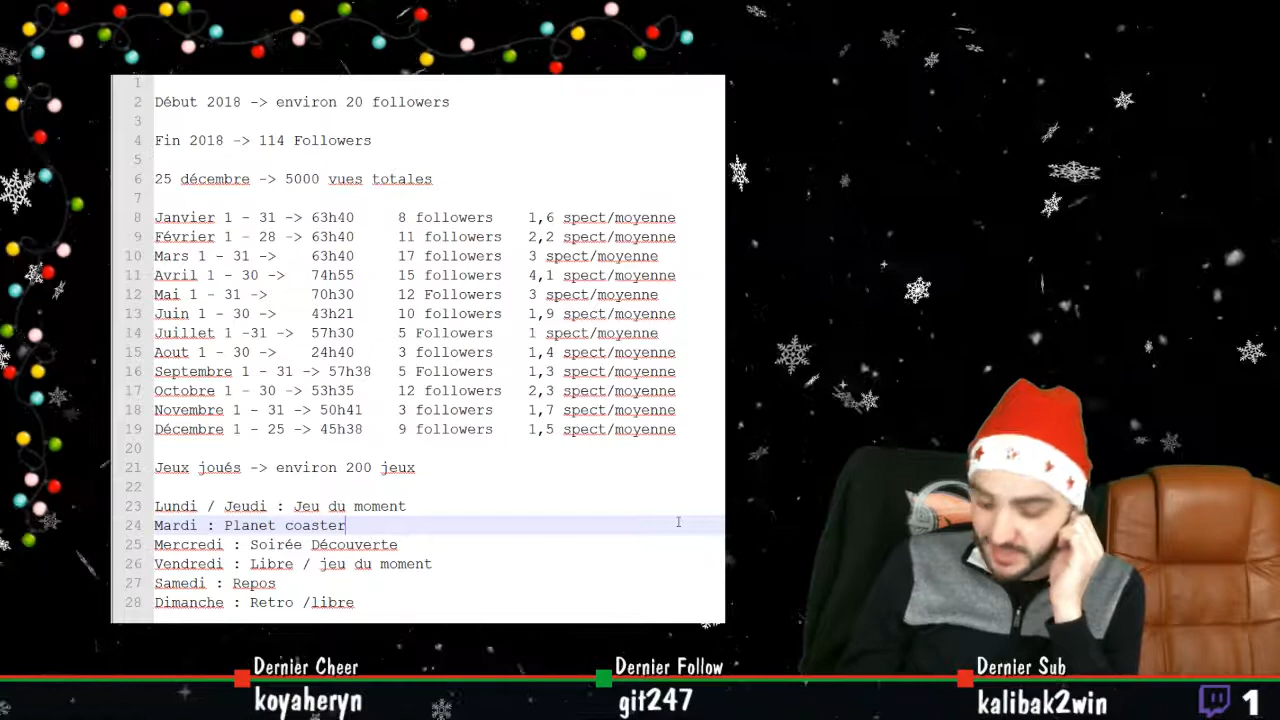 1
2 Début 2018 -> environ 20 followers
3
4 Fin 2018 -> 114 Followers
5
6 25 décembre -> 5000 vues totales
7
8 Janvier 1 - 31 -> 63h40 8 followers 1,6 spect/moyenne
9 Février 1 - 28 -> 63h40 11 followers 2,2 spect/moyenne
10 Mars 1 - 31 -> 63h40 17 followers 3 spect/moyenne
11 Avril 1 - 30 -> 74h55 15 followers 4,1 spect/moyenne
12 Mai 1 - 31 -> 70h30 12 Followers 3 spect/moyenne
13 Juin 1 - 30 -> 43h21 10 followers 1,9 spect/moyenne
14 Juillet 1 -31 -> 57h30 5 Followers 1 spect/moyenne
15 Aout 1 - 30 -> 24h40 3 followers 1,4 spect/moyenne
16 Septembre 1 - 31 -> 57h38 5 Followers 1,3 spect/moyenne
17 Octobre 1 - 30 -> 53h35 12 followers 2,3 spect/moyenne
18 Novembre 1 - 31 -> 50h41 3 followers 1,7 spect/moyenne
19 Décembre 1 - 25 -> 45h38 9 followers 1,5 spect/moyenne
20
21 Jeux joués -> environ 200 jeux
22
23 Lundi / Jeudi : Jeu du moment
24 Mardi : Planet coaster
25 Mercredi : Soirée Découverte
26 Vendredi : Libre / jeu du moment
27 Samedi : Repos
28 Dimanche : Retro /libre
Dernier Cheer
koyaheryn
Dernier Follow
git247
Dernier Sub
kalibak2win
1